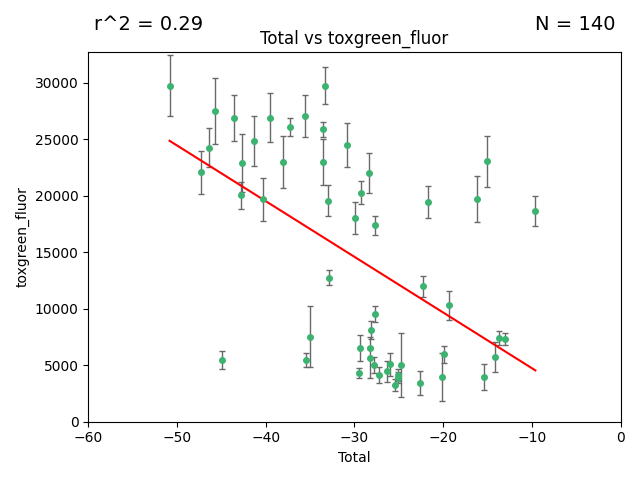 r^2 = 0.29
N = 140
Total vs toxgreen_fluor
30000
25000
20000
15000
10000
5000
0
toxgreen_fluor
−60
−50
−40
−30
−20
−10
0
Total